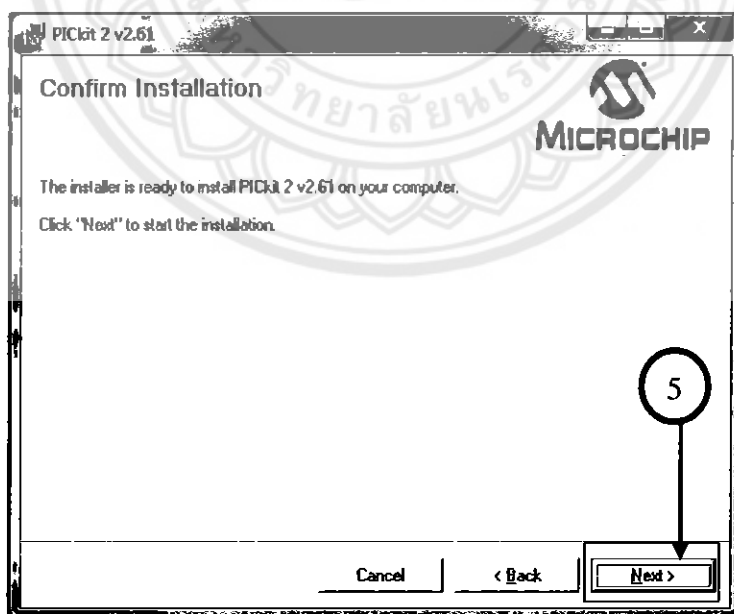 PICkit 2 v2.61
Confirm Installation
MICROCHIP
The installer is ready to install PICkit 2 v2.61 on your computer.
Click "Next" to start the installation.
5
Cancel
< Back
Next >